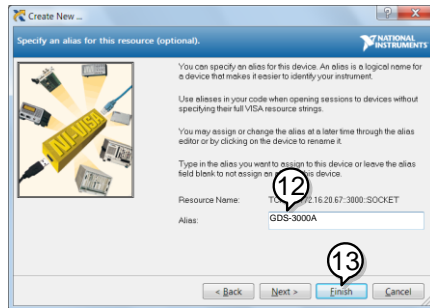 Create New ...
Specify an alias for this resource (optional).
NATIONAL
INSTRUMENTS
You can specify an alias for this device. An alias is a logical name for
a device that makes it easier to identify your instrument.
Use aliases in your code when opening sessions to devices without
specifying their full VISA resource strings.
You may assign or change the alias at a later time through the alias
editor or by clicking on the device to rename it.
Type in the alias you want to assign to this device or leave the alias
field blank to not assign an this device.
NI-VISA
12
Resource Name: 72.16.20.67::3000::SOCKET
Alias: GDS-3000A
13
< Back Next > Finish Cancel